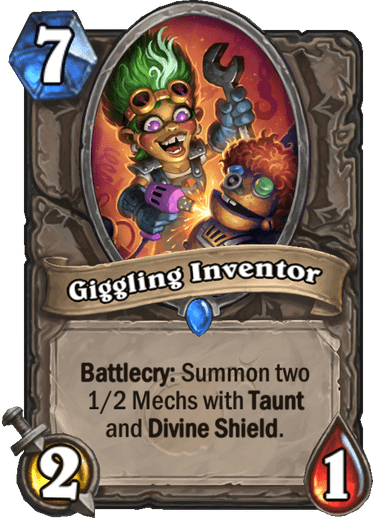 7
Giggling Inventor
Battlecry: Summon two
1/2 Mechs with Taunt
and Divine Shield.
2
1